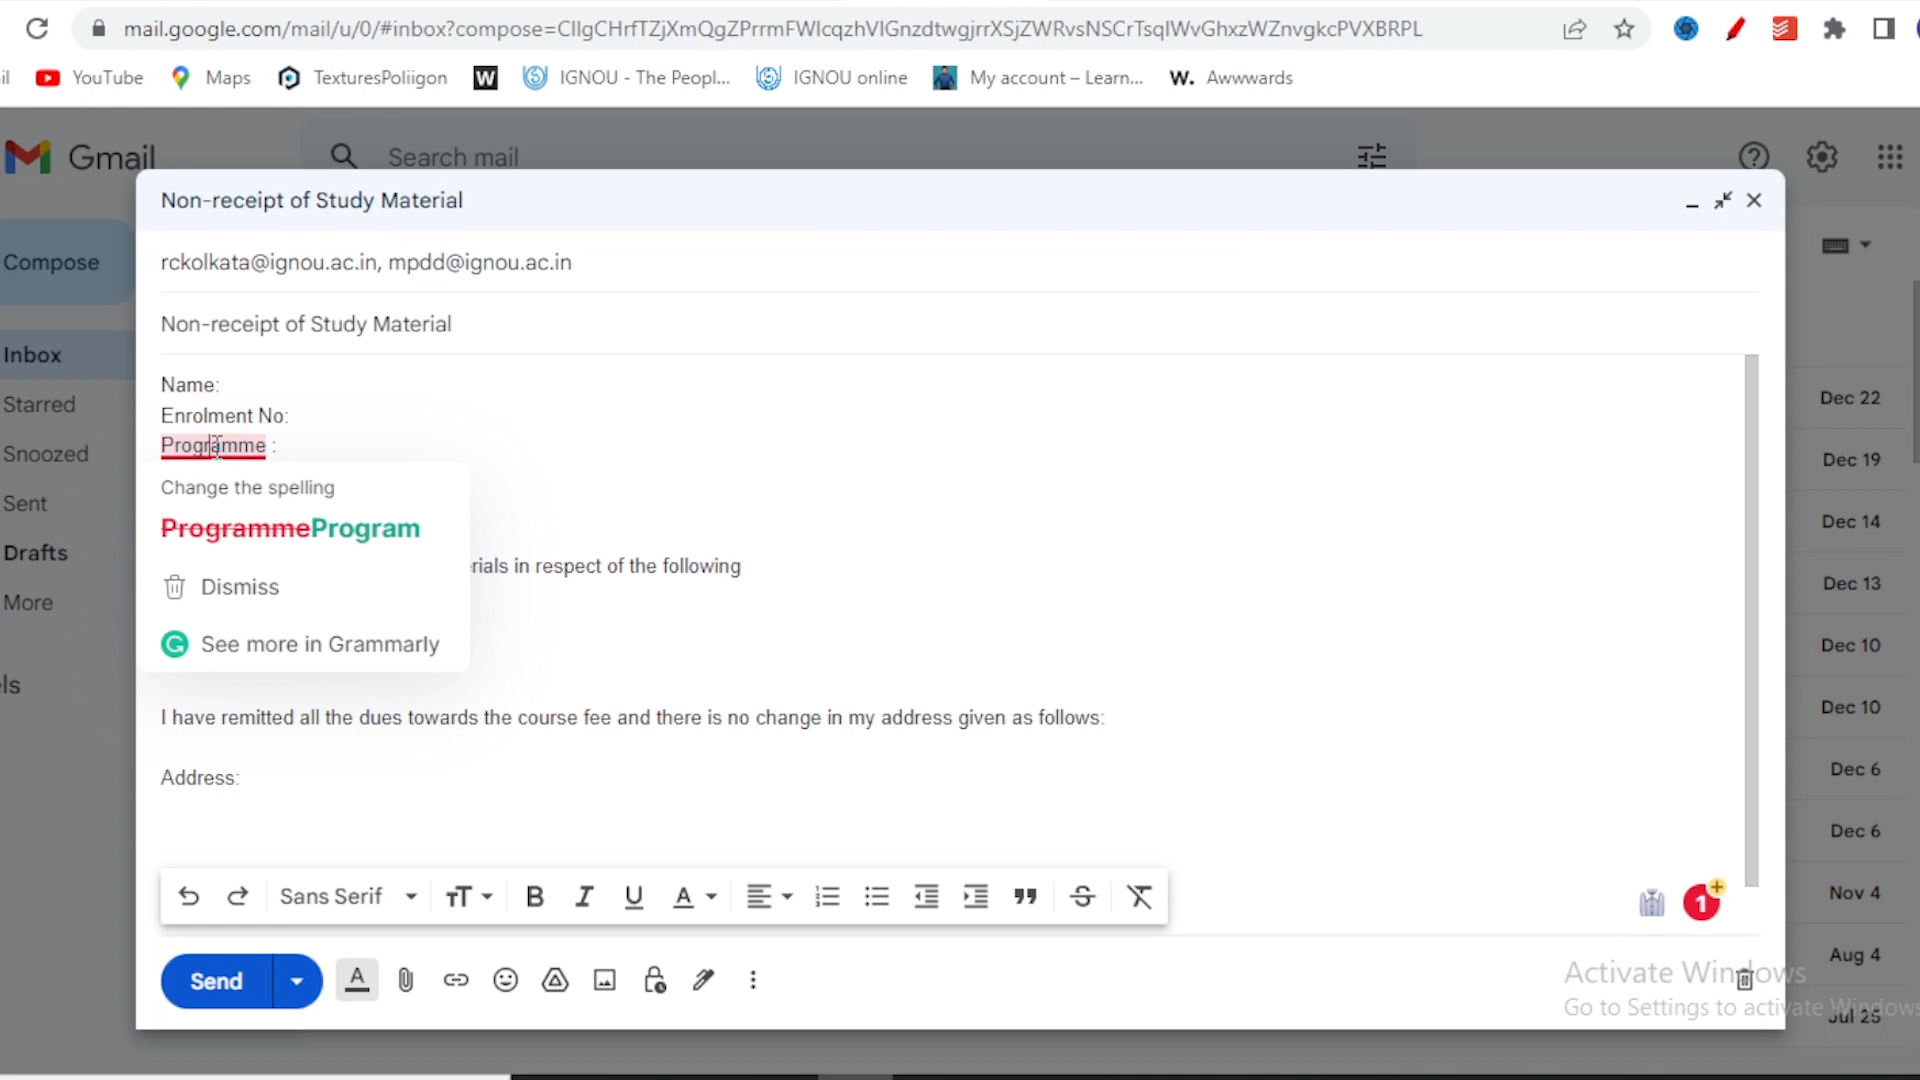 mail.google.com/mail/u/0/#inbox?compose=CllgCHrfTZjXmQgZPrrmFWlcqzhVlGnzdtwgjrrXSjZWRvsNSCrTsqlWvGhxzWZnvgkcPVXBRPL
YouTube Maps TexturesPoliigon W IGNOU - The Peopl... IGNOU online My account – Learn... W. Awwwards
Gmail
Search mail
Compose
Inbox
Starred
Snoozed
Sent
Drafts
More
Non-receipt of Study Material
rckolkata@ignou.ac.in, mpdd@ignou.ac.in
Non-receipt of Study Material
Name:
Enrolment No:
Programme :
Change the spelling
ProgrammeProgram
Dismiss
See more in Grammarly
rials in respect of the following
I have remitted all the dues towards the course fee and there is no change in my address given as follows:
Address:
Sans Serif
1
Send
Dec 22
Dec 19
Dec 14
Dec 13
Dec 10
Dec 10
Dec 6
Dec 6
Nov 4
Aug 4
Jul 25
Activate Windows
Go to Settings to activate Windows